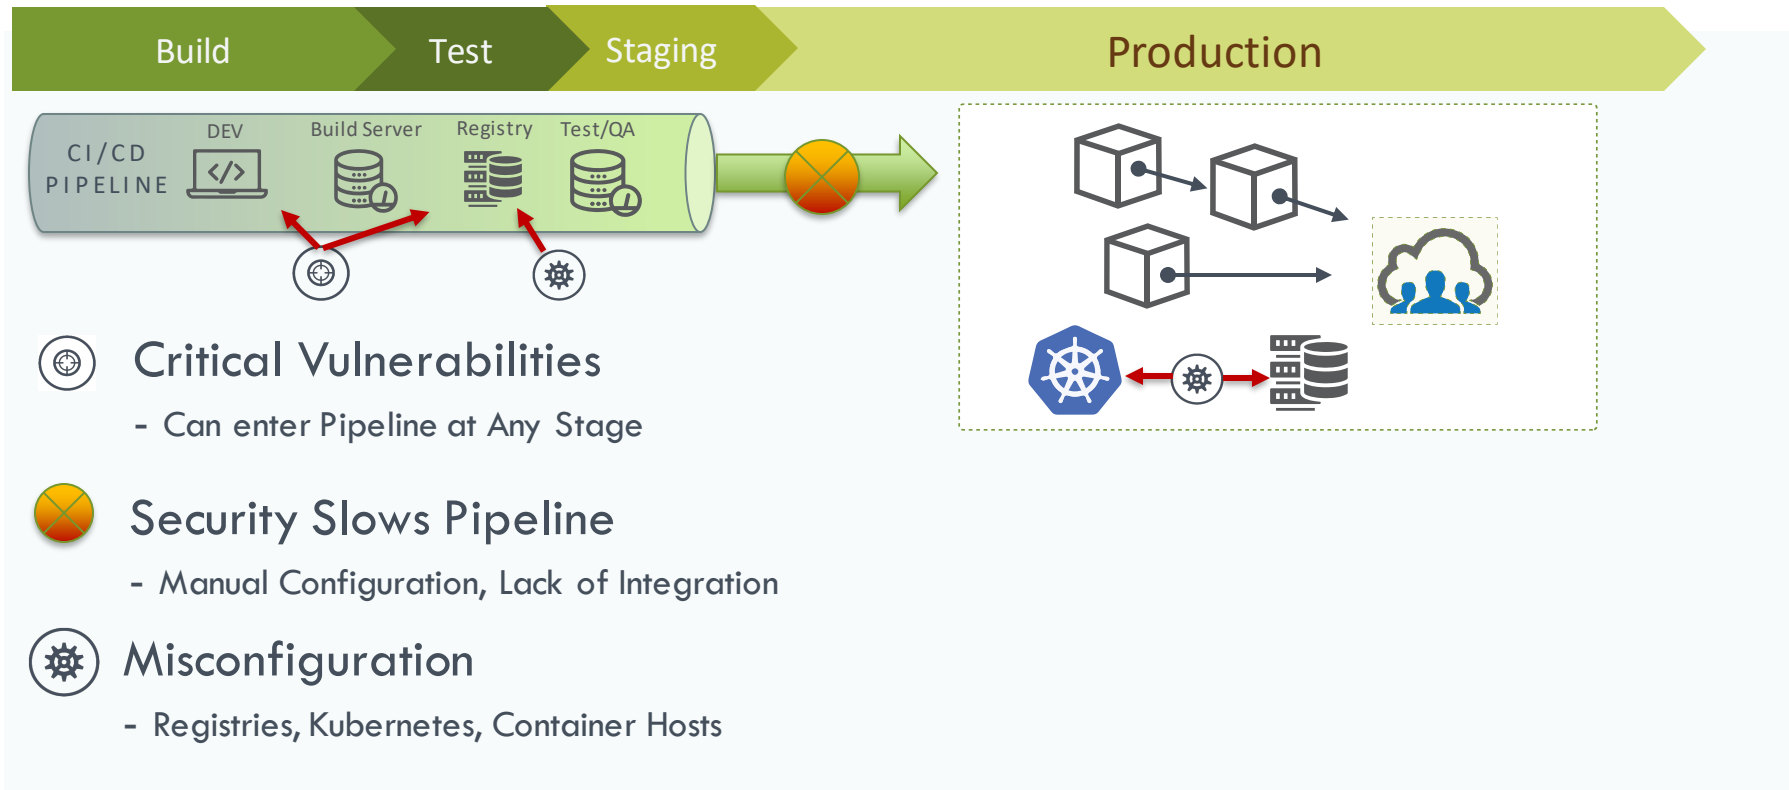 Build
Test
Staging
Production
CI/CD
PIPELINE
DEV
Build Server
Registry
Test/QA
Critical Vulnerabilities
- Can enter Pipeline at Any Stage
Security Slows Pipeline
- Manual Configuration, Lack of Integration
Misconfiguration
- Registries, Kubernetes, Container Hosts